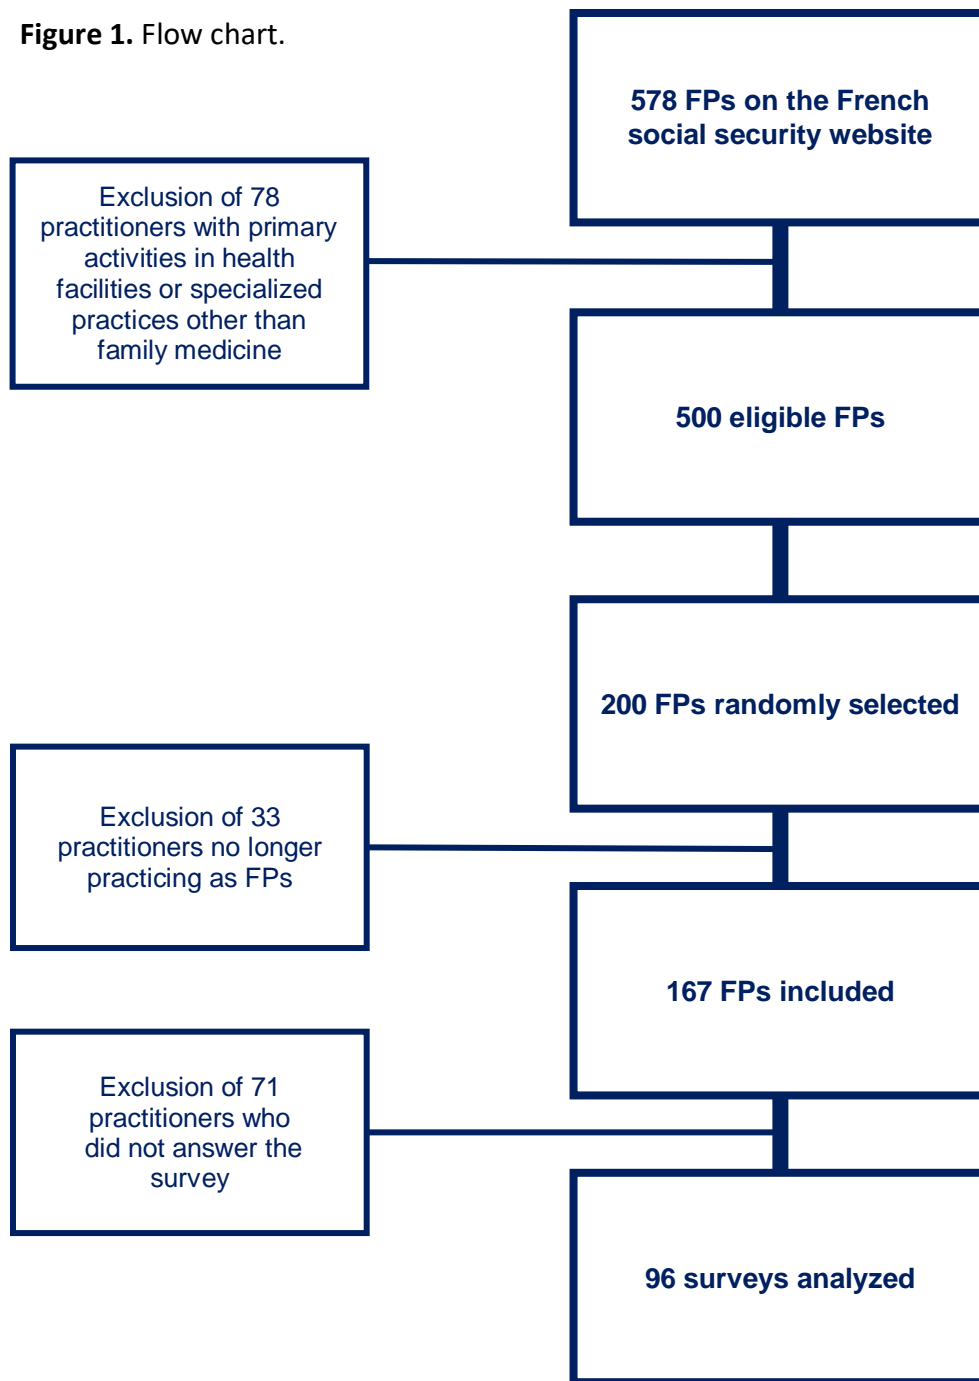 Figure 1. Flow chart.
578 FPs on the French
social security website
Exclusion of 78
practitioners with primary
activities in health
facilities or specialized
practices other than
family medicine
500 eligible FPs
200 FPs randomly selected
Exclusion of 33
practitioners no longer
practicing as FPs
167 FPs included
Exclusion of 71
practitioners who
did not answer the
survey
96 surveys analyzed